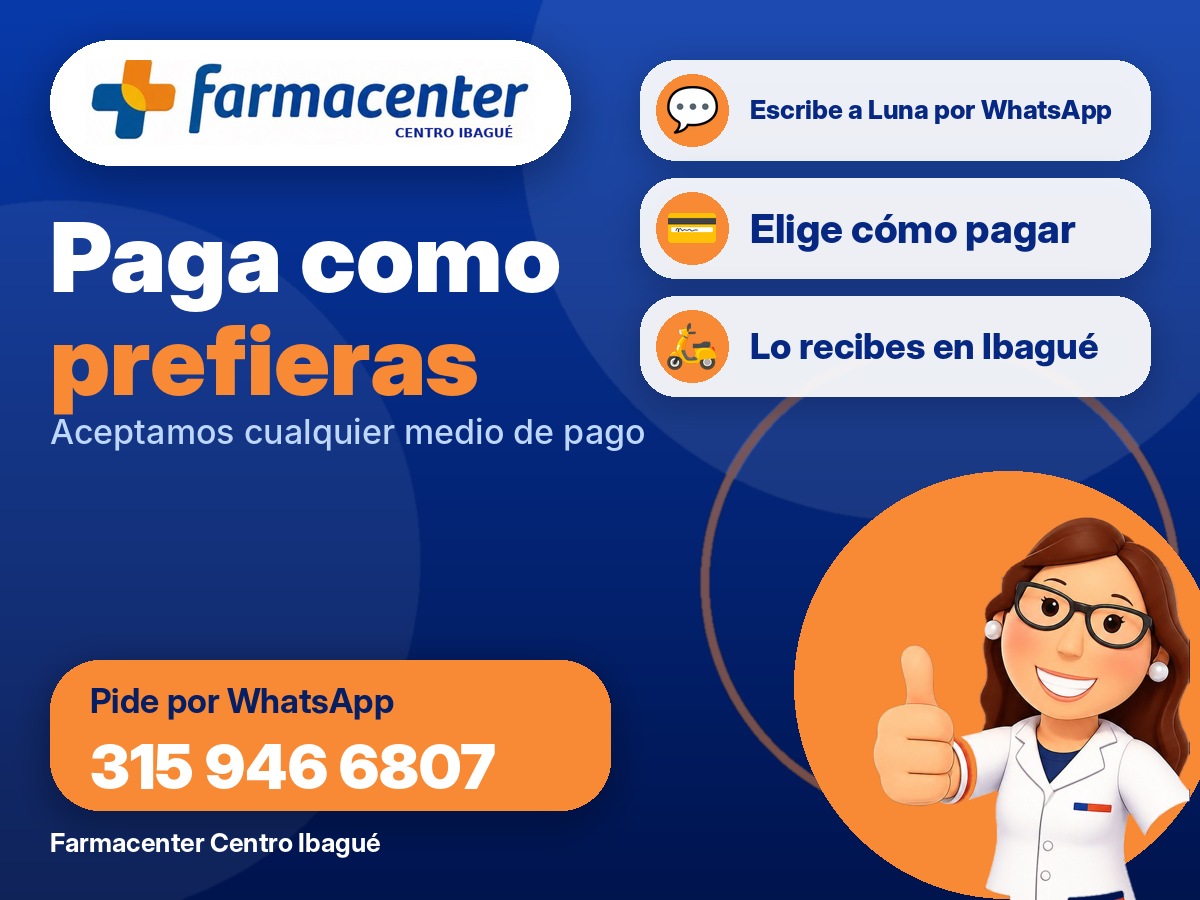 farmacenter
CENTRO IBAGUÉ
Paga como
prefieras
Aceptamos cualquier medio de pago
Escribe a Luna por WhatsApp
Elige cómo pagar
Lo recibes en Ibagué
Pide por WhatsApp
315 946 6807
Farmacenter Centro Ibagué